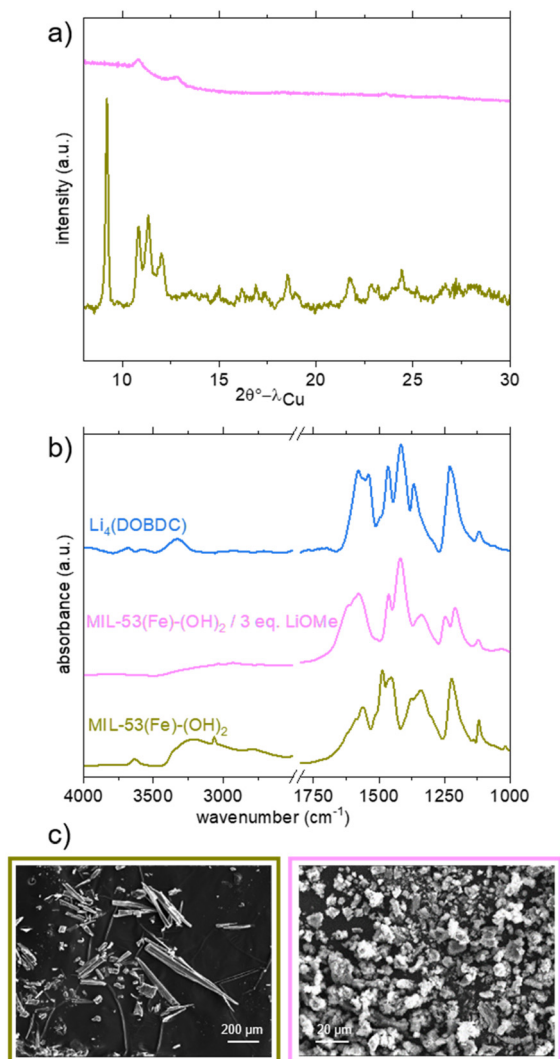 a)
intensity (a.u.)
10 15 20 25 30
2θ°−λCu
b)
Li₄(DOBDC)
MIL-53(Fe)-(OH)₂ / 3 eq. LiOMe
MIL-53(Fe)-(OH)₂
absorbance (a.u.)
4000 3500 3000 1750 1500 1250 1000
wavenumber (cm⁻¹)
c)
200 µm
20 µm